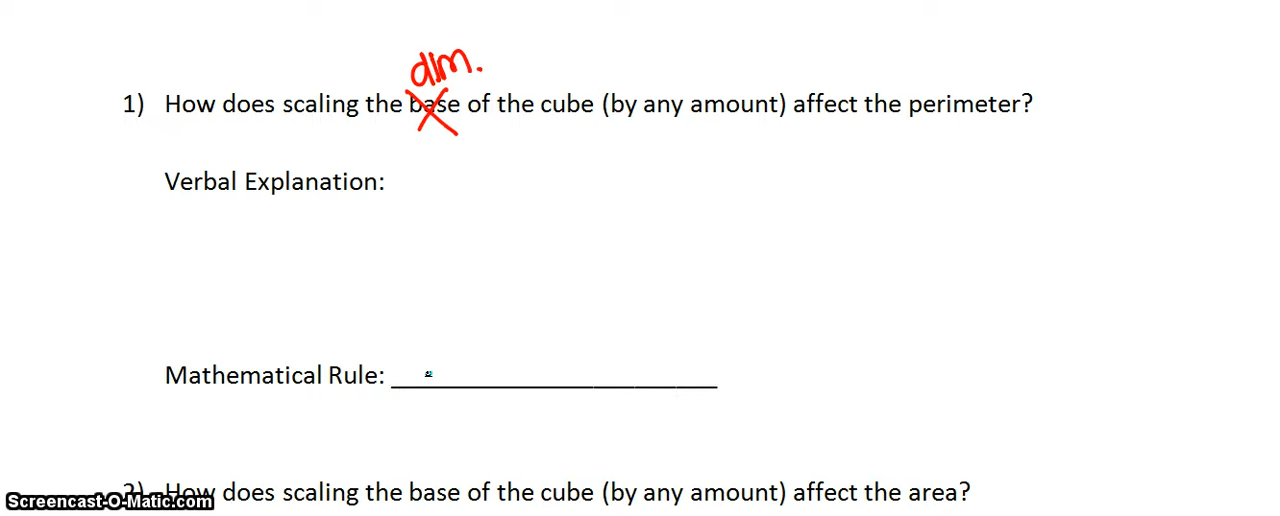 dim.
1) How does scaling the base of the cube (by any amount) affect the perimeter?
Verbal Explanation:
Mathematical Rule:
2) How does scaling the base of the cube (by any amount) affect the area?
Screencast-O-Matic.com